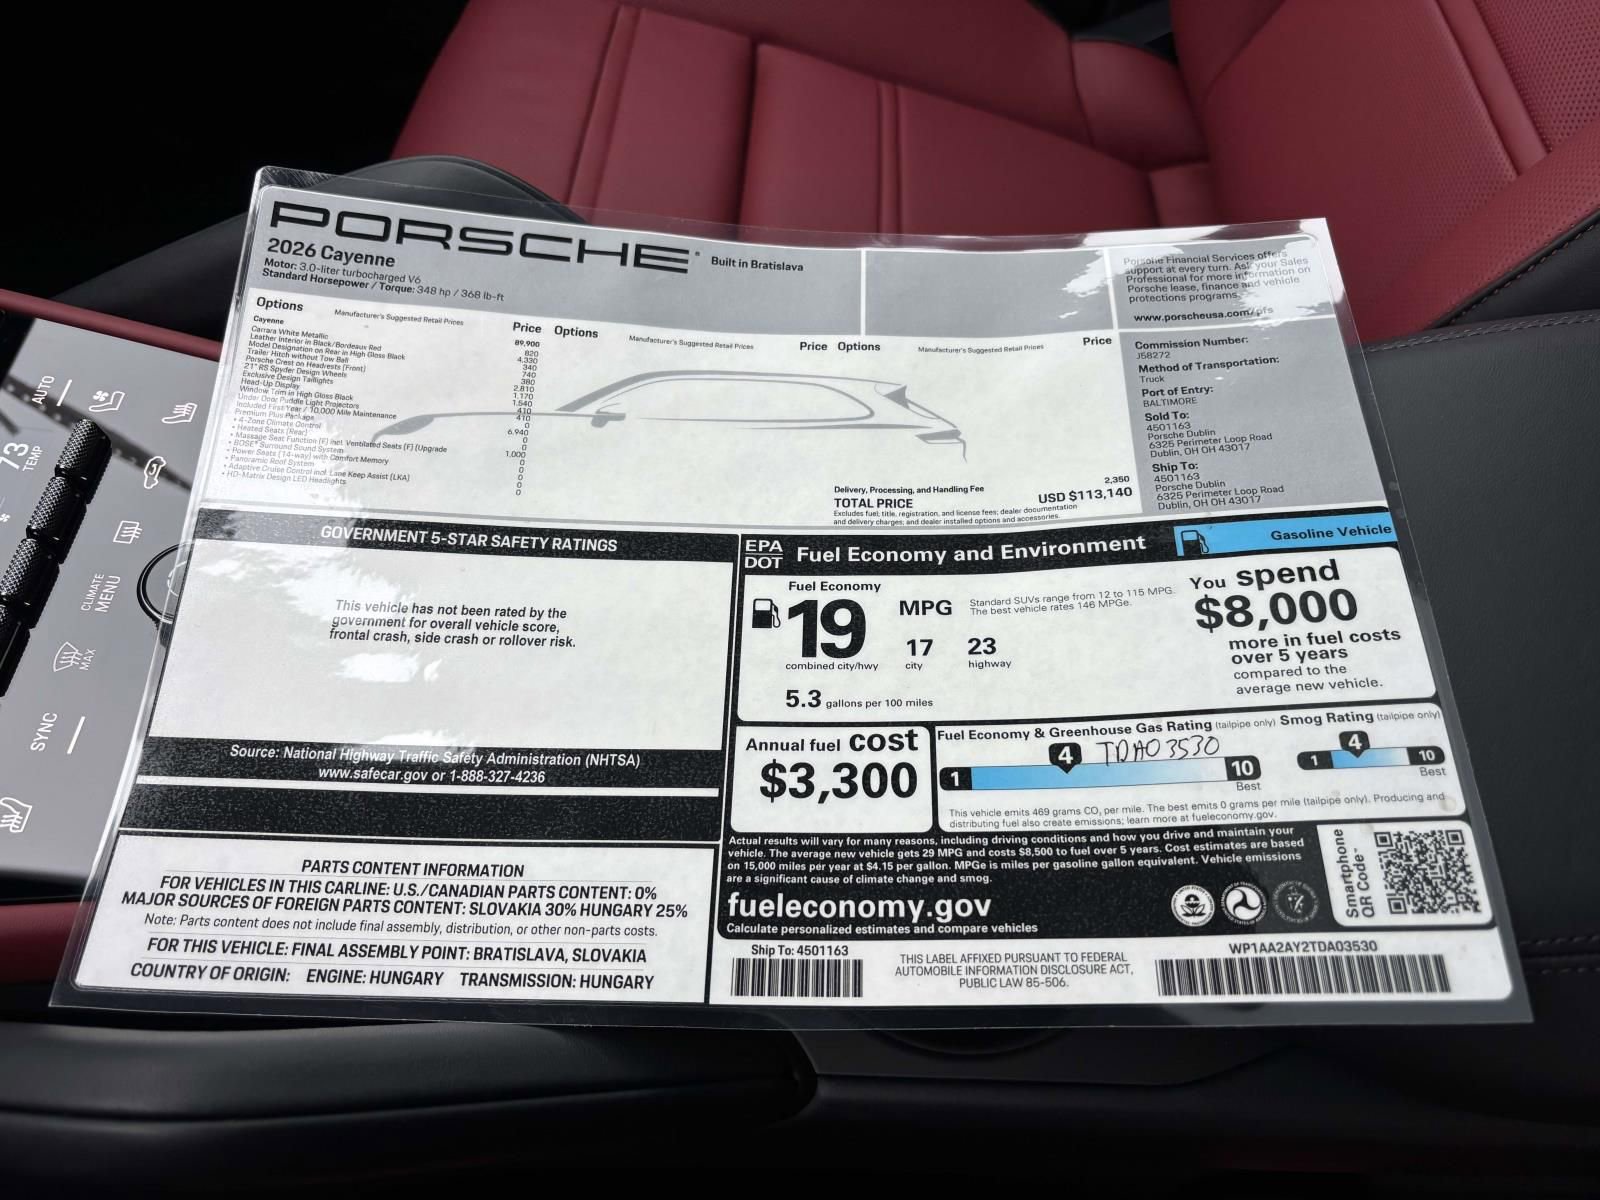 PORSCHE
Built in Bratislava
2026 Cayenne
Motor: 3.0-liter turbocharged V6
Standard Horsepower / Torque: 348 hp / 368 lb-ft
Porsche Financial Services offers
support at every turn. Ask your Sales
Professional for more information on
Porsche lease, finance and vehicle
protections programs.
www.porscheusa.com/pfs
Options Manufacturer's Suggested Retail Prices Price
Options Manufacturer's Suggested Retail Prices Price
Options Manufacturer's Suggested Retail Prices Price
Cayenne 89,900
Carrara White Metallic 820
Leather Interior in Black/Bordeaux Red 4,330
Model Designation on Rear in High Gloss Black 340
Trailer Hitch without Tow Ball 740
Porsche Crest on Headrests (Front) 380
21" RS Spyder Design Wheels 2,810
Exclusive Design Taillights 1,170
Head-Up Display 1,540
Window Trim in High Gloss Black 410
Under Door Puddle Light Projectors 410
Included First Year / 10,000 Mile Maintenance 0
Premium Plus Package 6,940
• 4-Zone Climate Control 0
• Heated Seats (Rear) 0
• Massage Seat Function (F) incl. Ventilated Seats (F) (Upgrade 1,000
• BOSE® Surround Sound System 0
• Power Seats (14-way) with Comfort Memory 0
• Panoramic Roof System 0
• Adaptive Cruise Control incl. Lane Keep Assist (LKA) 0
• HD-Matrix Design LED Headlights 0
Delivery, Processing, and Handling Fee 2,350
TOTAL PRICE USD $113,140
Excludes fuel; title, registration, and license fees; dealer documentation
and delivery charges; and dealer installed options and accessories.
Commission Number:
J58272
Method of Transportation:
Truck
Port of Entry:
BALTIMORE
Sold To:
4501163
Porsche Dublin
6325 Perimeter Loop Road
Dublin, OH OH 43017
Ship To:
4501163
Porsche Dublin
6325 Perimeter Loop Road
Dublin, OH OH 43017
GOVERNMENT 5-STAR SAFETY RATINGS
This vehicle has not been rated by the
government for overall vehicle score,
frontal crash, side crash or rollover risk.
Source: National Highway Traffic Safety Administration (NHTSA)
www.safecar.gov or 1-888-327-4236
PARTS CONTENT INFORMATION
FOR VEHICLES IN THIS CARLINE: U.S./CANADIAN PARTS CONTENT: 0%
MAJOR SOURCES OF FOREIGN PARTS CONTENT: SLOVAKIA 30% HUNGARY 25%
Note: Parts content does not include final assembly, distribution, or other non-parts costs.
FOR THIS VEHICLE: FINAL ASSEMBLY POINT: BRATISLAVA, SLOVAKIA
COUNTRY OF ORIGIN: ENGINE: HUNGARY TRANSMISSION: HUNGARY
EPA
DOT
Fuel Economy and Environment
Gasoline Vehicle
Fuel Economy
19 MPG
combined city/hwy
17
city
23
highway
Standard SUVs range from 12 to 115 MPG.
The best vehicle rates 146 MPGe.
5.3 gallons per 100 miles
You spend
$8,000
more in fuel costs
over 5 years
compared to the
average new vehicle.
Annual fuel cost
$3,300
Fuel Economy & Greenhouse Gas Rating (tailpipe only)
TDA03530
1 4 10
Best
Smog Rating (tailpipe only)
1 4 10
Best
This vehicle emits 469 grams CO2 per mile. The best emits 0 grams per mile (tailpipe only). Producing and
distributing fuel also create emissions; learn more at fueleconomy.gov.
Actual results will vary for many reasons, including driving conditions and how you drive and maintain your
vehicle. The average new vehicle gets 29 MPG and costs $8,500 to fuel over 5 years. Cost estimates are based
on 15,000 miles per year at $4.15 per gallon. MPGe is miles per gasoline gallon equivalent. Vehicle emissions
are a significant cause of climate change and smog.
fueleconomy.gov
Calculate personalized estimates and compare vehicles
Smartphone
QR Code™
Ship To: 4501163
THIS LABEL AFFIXED PURSUANT TO FEDERAL
AUTOMOBILE INFORMATION DISCLOSURE ACT,
PUBLIC LAW 85-506.
WP1AA2AY2TDA03530
AUTO
73
TEMP
CLIMATE
MENU
MAX
SYNC